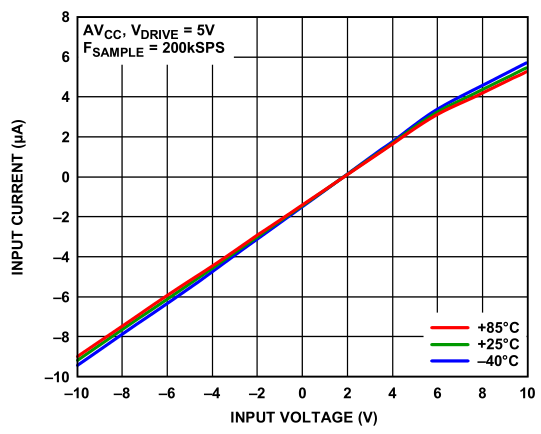 AVCC, VDRIVE = 5V
FSAMPLE = 200kSPS
8
6
4
2
0
–2
–4
–6
–8
–10
INPUT CURRENT (µA)
+85°C
+25°C
–40°C
–10 –8 –6 –4 –2 0 2 4 6 8 10
INPUT VOLTAGE (V)